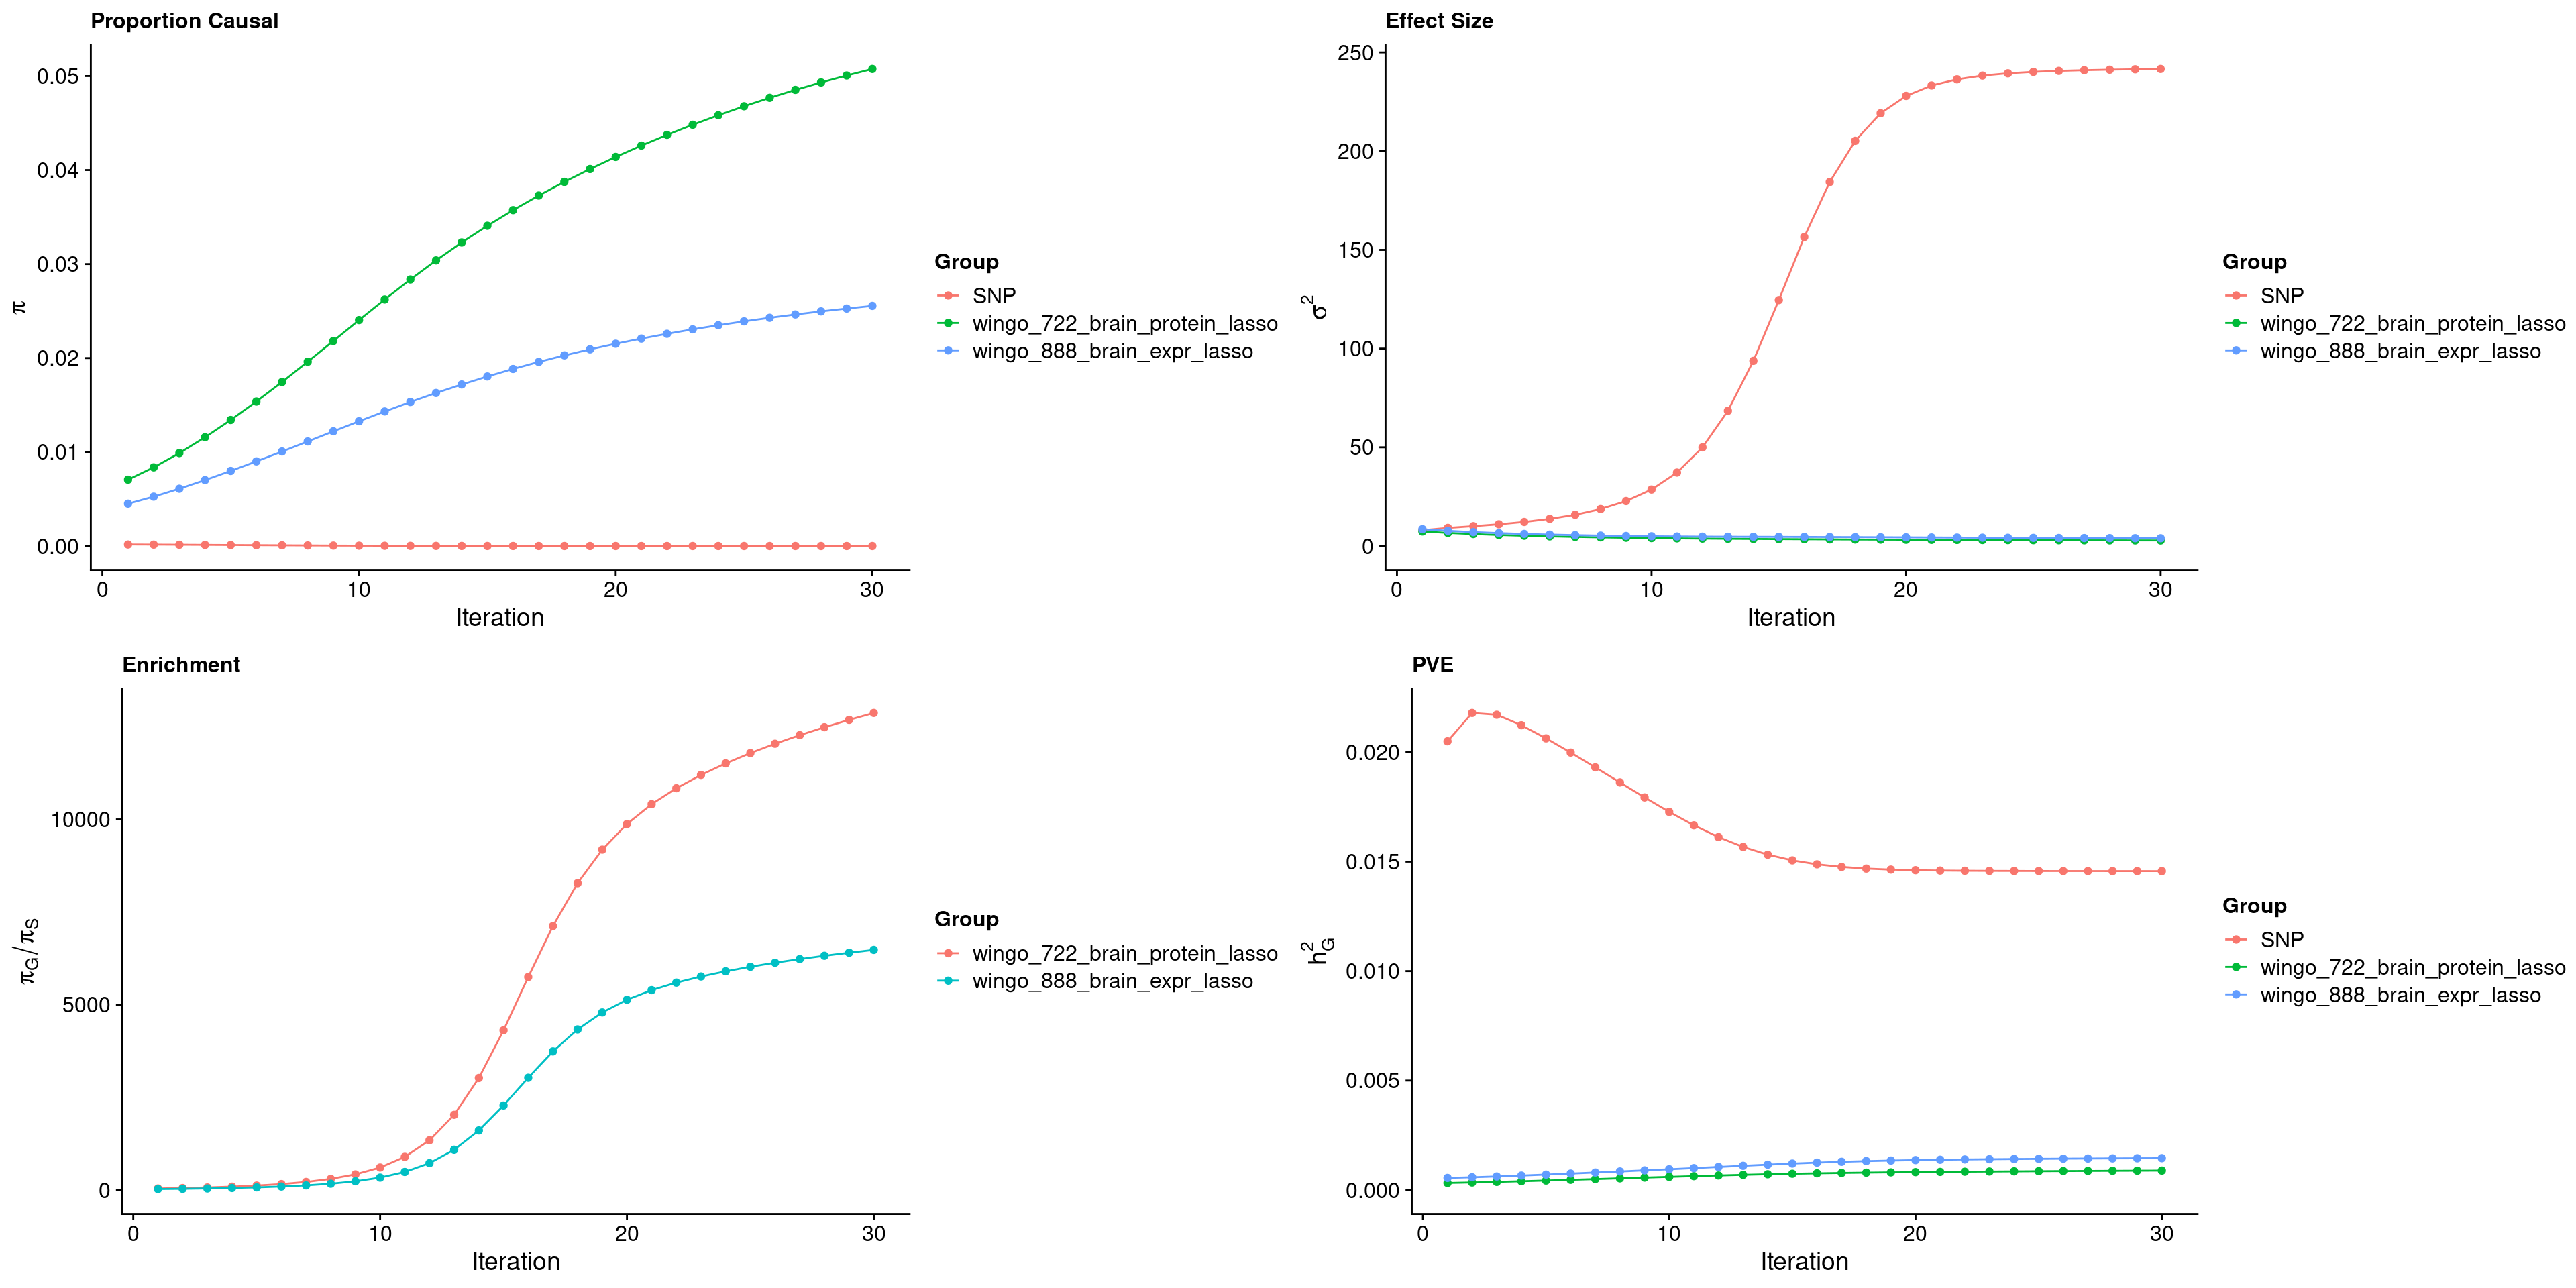 Proportion Causal
0.05
0.04
0.03
0.02
0.01
0.00
π
0
10
20
30
Iteration
Group
SNP
wingo_722_brain_protein_lasso
wingo_888_brain_expr_lasso
Effect Size
250
200
150
100
50
0
σ²
0
10
20
30
Iteration
Group
SNP
wingo_722_brain_protein_lasso
wingo_888_brain_expr_lasso
Enrichment
10000
5000
0
π_G/π_S
0
10
20
30
Iteration
Group
wingo_722_brain_protein_lasso
wingo_888_brain_expr_lasso
PVE
0.020
0.015
0.010
0.005
0.000
h²_G
0
10
20
30
Iteration
Group
SNP
wingo_722_brain_protein_lasso
wingo_888_brain_expr_lasso